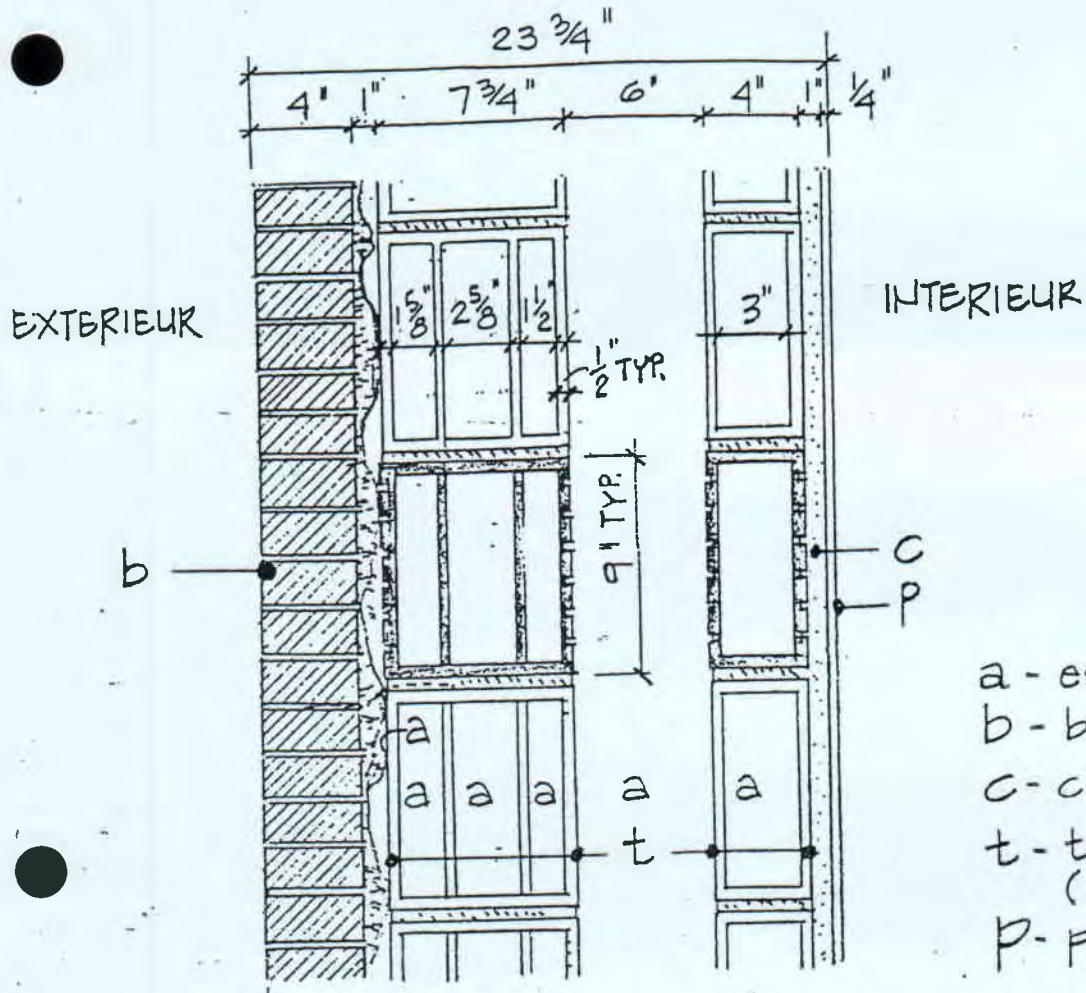 23 3/4"
4" 1" 7 3/4" 6" 4" 1" 1/4"
EXTERIEUR
INTERIEUR
1 5/8" 2 5/8" 1 1/2" 3"
1/2" TYP.
9" TYP.
b
c
p
a
a a a a a
t
a - e
b - b
c - c
t - t
(
p - p